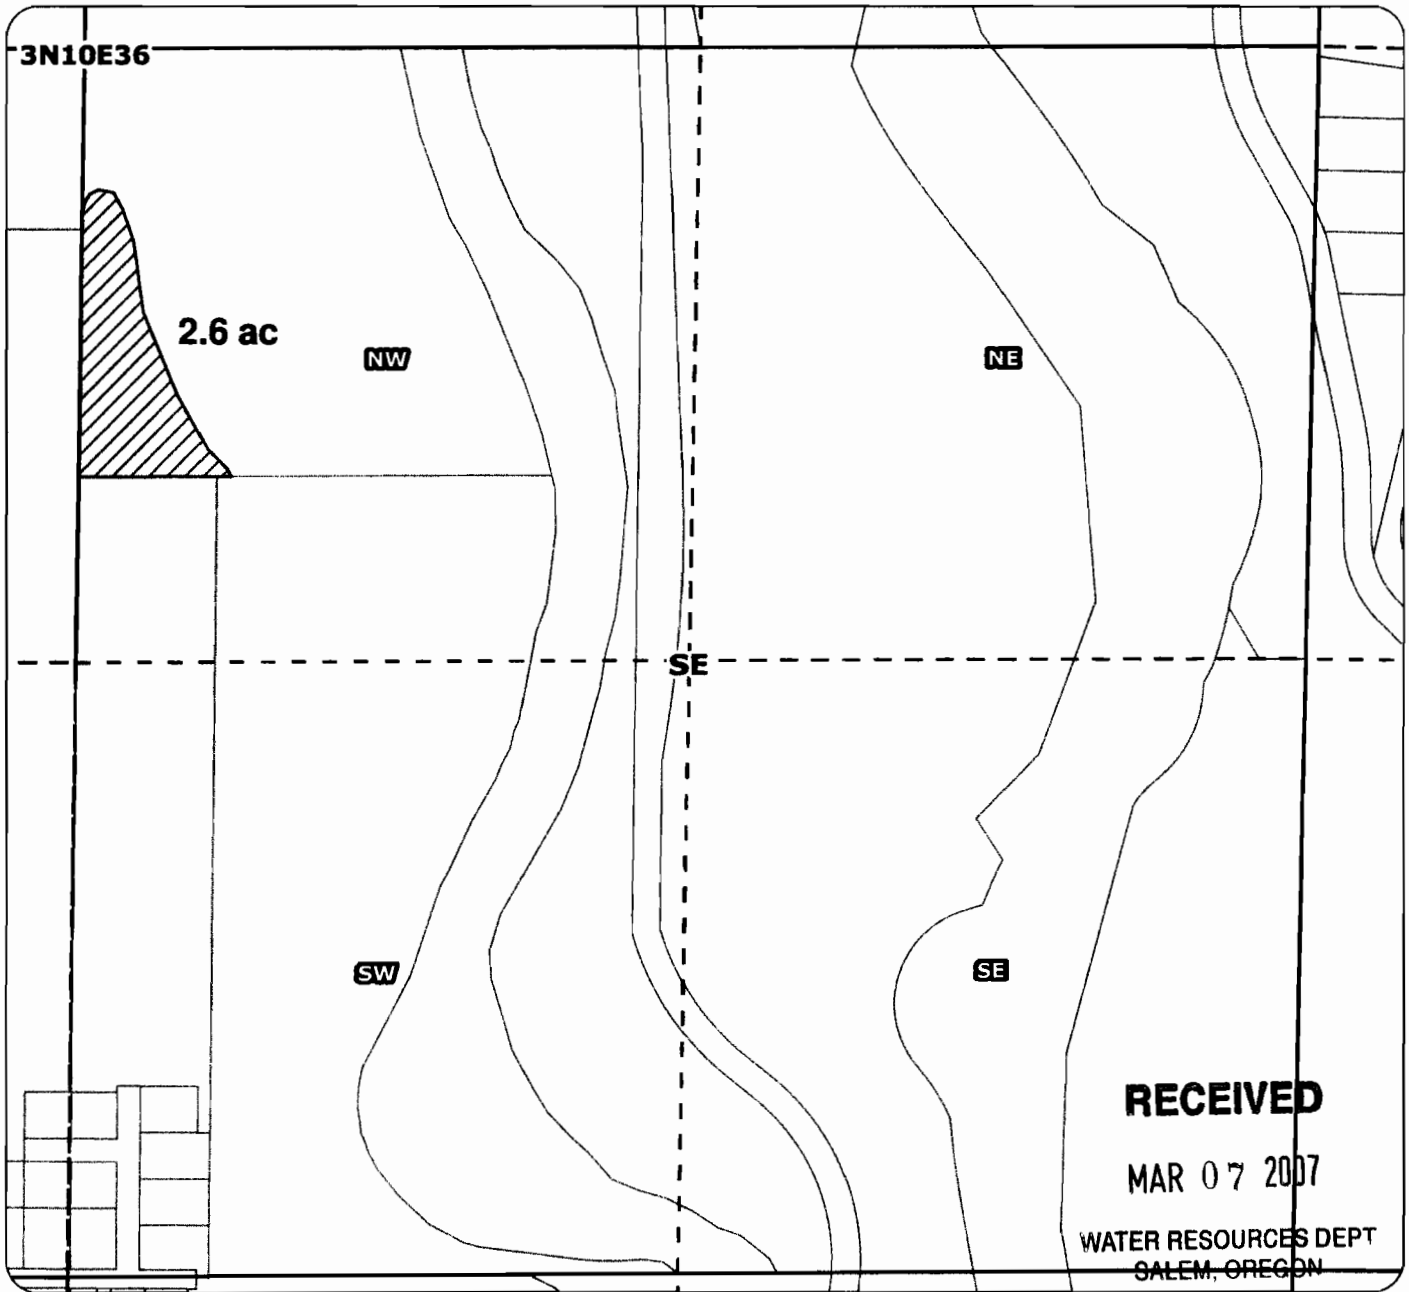 3N10E36
2.6 ac
NW
NE
SE
SW
SE
RECEIVED
MAR 07 2007
WATER RESOURCES DEPT
SALEM, OREGON